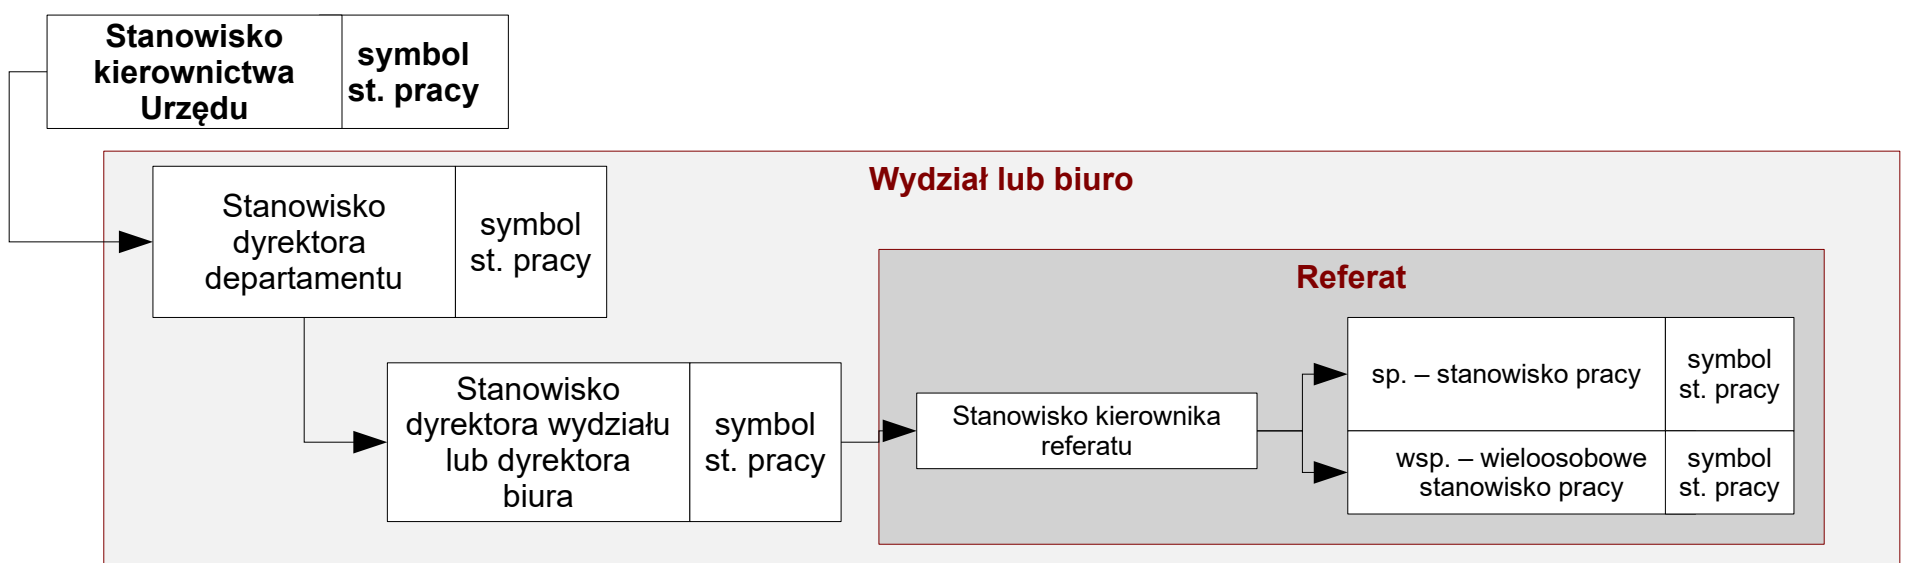 Stanowisko
kierownictwa
Urzędu
symbol
st. pracy
Wydział lub biuro
Stanowisko
dyrektora
departamentu
symbol
st. pracy
Referat
Stanowisko
dyrektora wydziału
lub dyrektora
biura
symbol
st. pracy
Stanowisko kierownika
referatu
sp. – stanowisko pracy
symbol
st. pracy
wsp. – wieloosobowe
stanowisko pracy
symbol
st. pracy